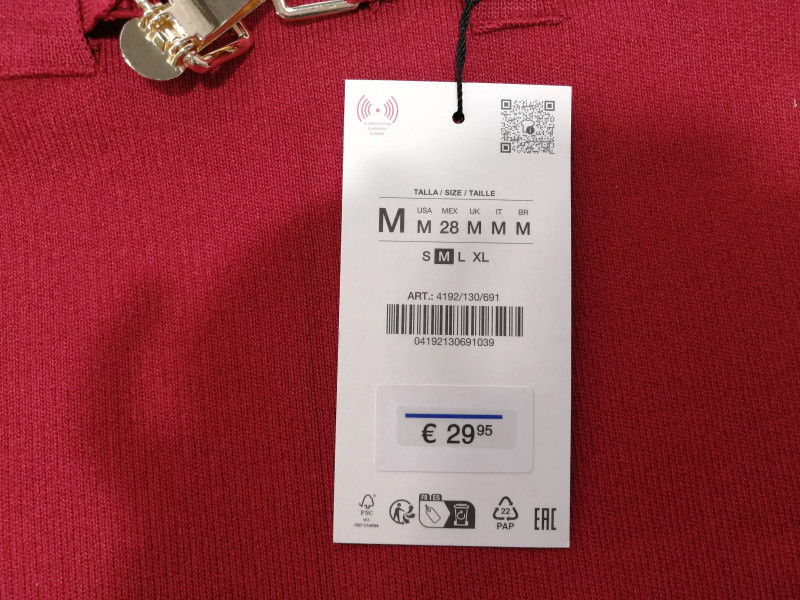 TALLA / SIZE / TAILLE
M
USA MEX UK IT BR
M 28 M M M
S M L XL
ART.: 4192/130/691
04192130691039
€ 29 95
FR ES
FSC
22
PAP
EAC